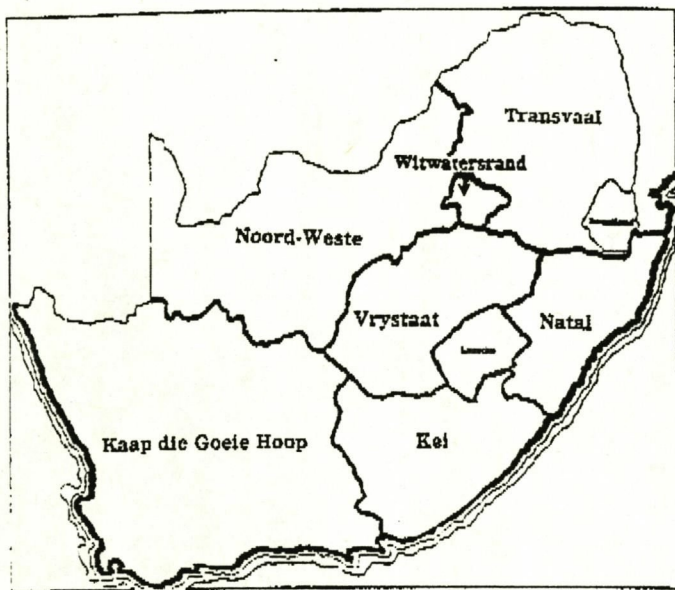 Transvaal
Witwatersrand
Noord-Weste
Vrystaat
Natal
Kaap die Goeie Hoop
Kei